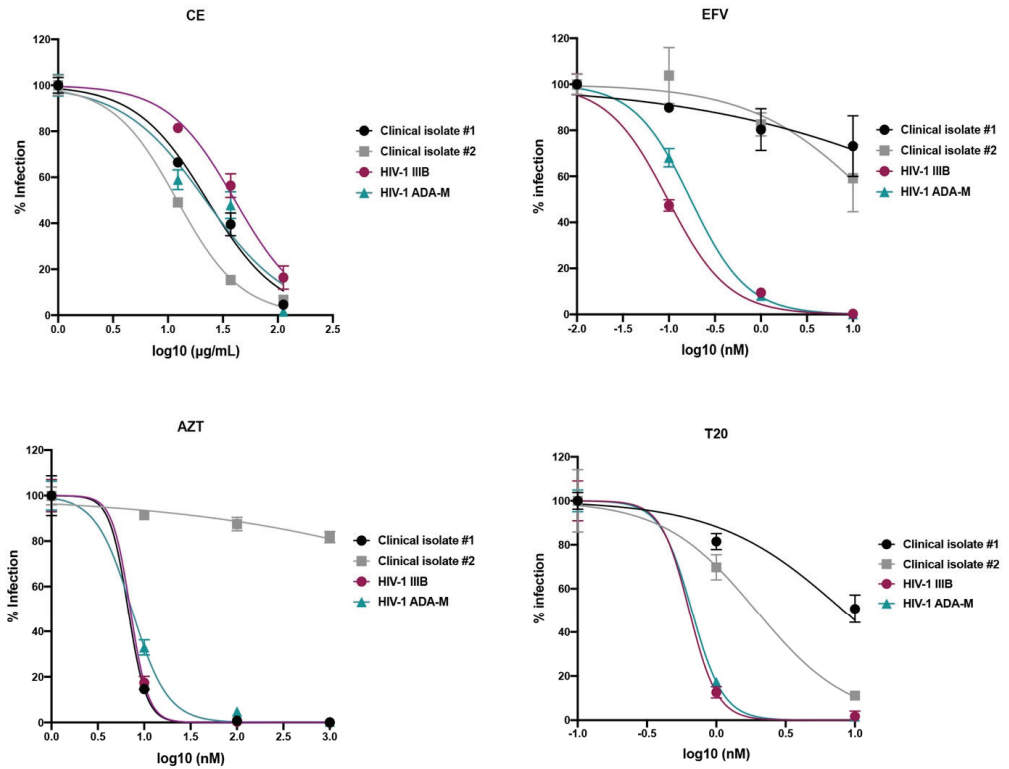 CE
120
100
80
60
40
20
0
% Infection
0.0 0.5 1.0 1.5 2.0 2.5
log10 (µg/mL)
Clinical isolate #1
Clinical isolate #2
HIV-1 IIIB
HIV-1 ADA-M
EFV
120
100
80
60
40
20
0
% infection
-2.0 -1.5 -1.0 -0.5 0.0 0.5 1.0
log10 (nM)
Clinical isolate #1
Clinical isolate #2
HIV-1 IIIB
HIV-1 ADA-M
AZT
120
100
80
60
40
20
0
% Infection
0.0 0.5 1.0 1.5 2.0 2.5 3.0
log10 (nM)
Clinical isolate #1
Clinical isolate #2
HIV-1 IIIB
HIV-1 ADA-M
T20
120
100
80
60
40
20
0
% infection
-1.0 -0.5 0.0 0.5 1.0
log10 (nM)
Clinical isolate #1
Clinical isolate #2
HIV-1 IIIB
HIV-1 ADA-M